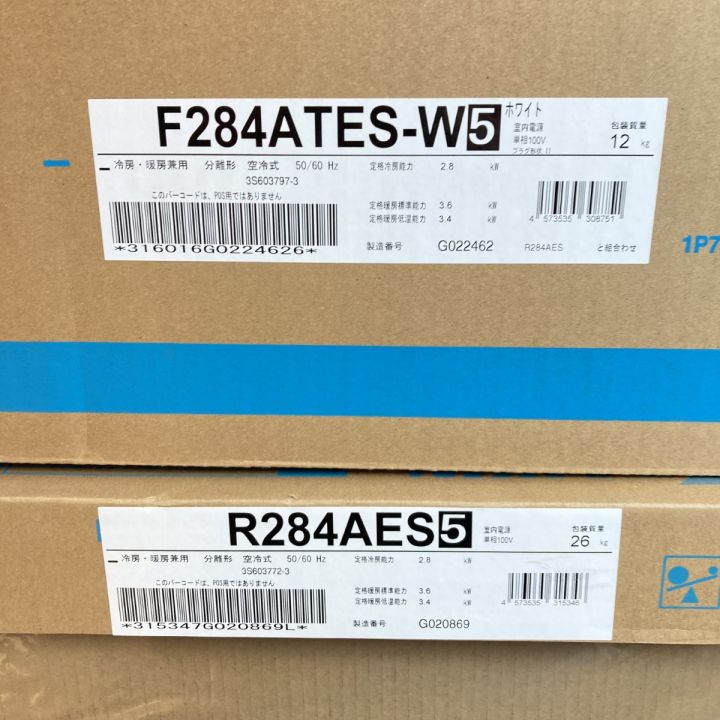 F284ATES-W5 ホワイト
室内電源
単相100V
プラグ形状 II
包装質量
12 kg
冷房・暖房兼用 分離形 空冷式 50/60 Hz
3S603797-3
このバーコードは、POS用ではありません
*316016G0224626*
定格冷房能力 2.8 kW
定格暖房標準能力 3.6 kW
定格暖房低温能力 3.4 kW
製造番号 G022462
4 573535 308751
R284AES と組合わせ
1P7
R284AES5
室内電源
単相100V
包装質量
26 kg
冷房・暖房兼用 分離形 空冷式 50/60 Hz
3S603772-3
このバーコードは、POS用ではありません
*315347G020869L*
定格冷房能力 2.8 kW
定格暖房標準能力 3.6 kW
定格暖房低温能力 3.4 kW
製造番号 G020869
4 573535 315346